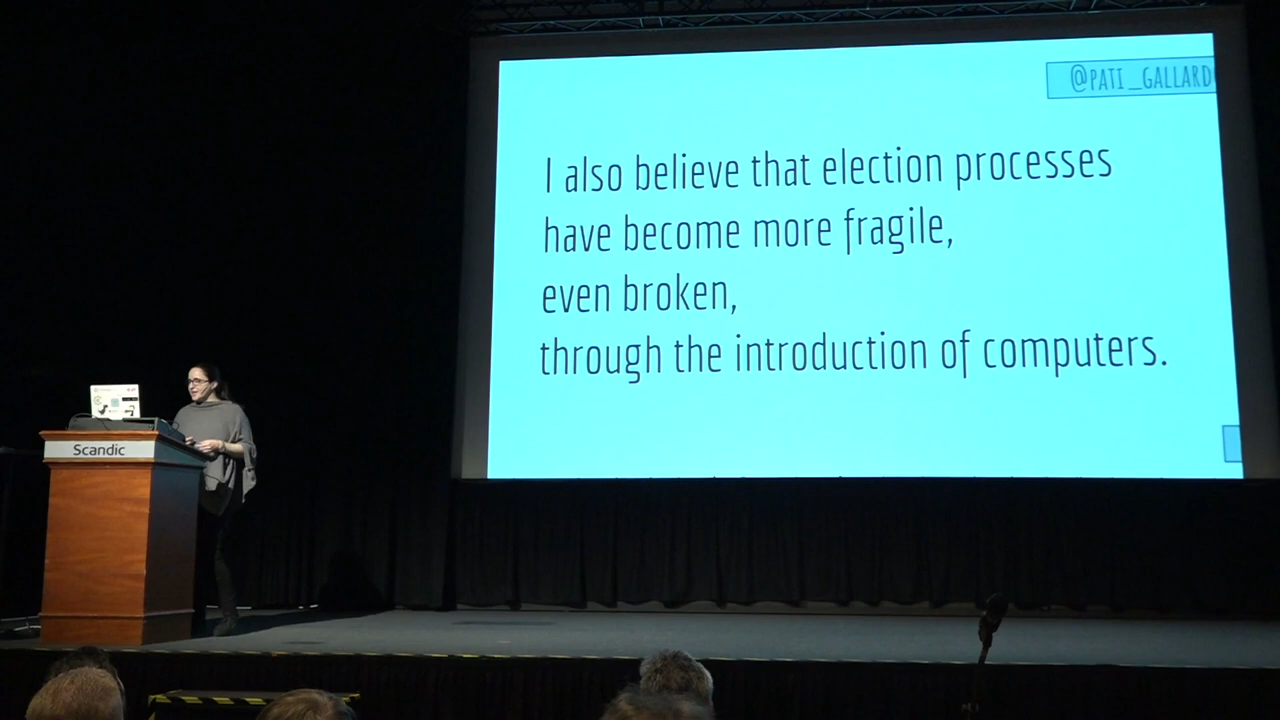 @PATI_GALLARD
I also believe that election processes
have become more fragile,
even broken,
through the introduction of computers.
Scandic